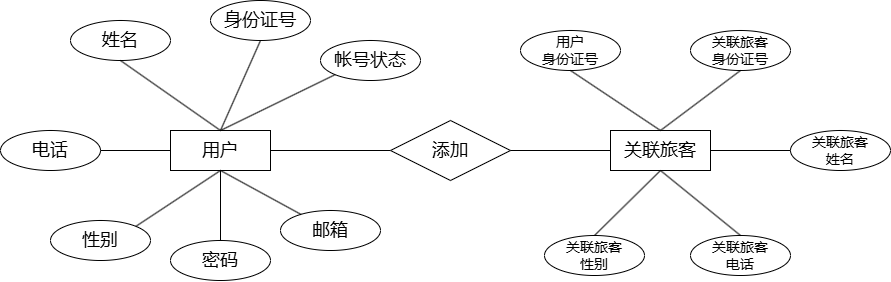 身份证号
姓名
帐号状态
用户
身份证号
关联旅客
身份证号
电话
用户
添加
关联旅客
关联旅客
姓名
性别
密码
邮箱
关联旅客
性别
关联旅客
电话